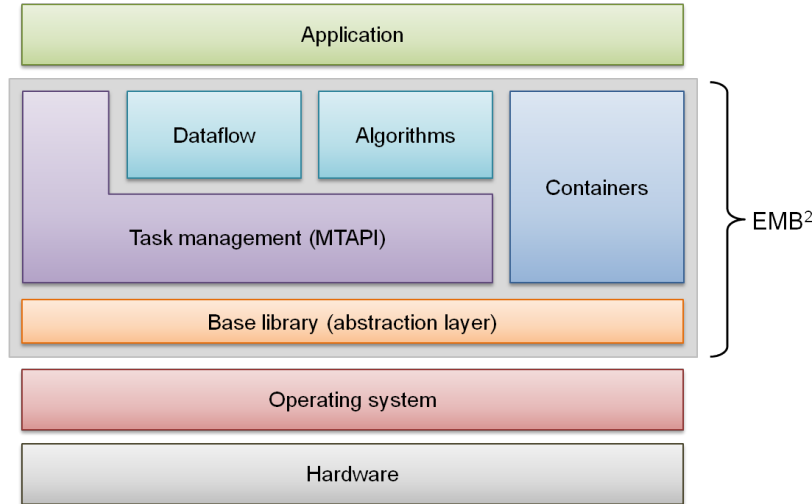 Application
Dataflow
Algorithms
Containers
Task management (MTAPI)
EMB²
Base library (abstraction layer)
Operating system
Hardware